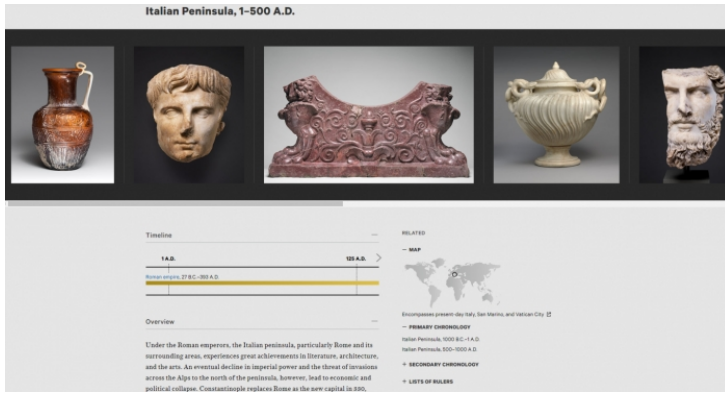 Italian Peninsula, 1–500 A.D.
Timeline
1 A.D.
125 A.D.
Roman empire, 27 B.C.–393 A.D.
Overview
Under the Roman emperors, the Italian peninsula, particularly Rome and its
surrounding areas, experiences great achievements in literature, architecture,
and the arts. An eventual decline in imperial power and the threat of invasions
across the Alps to the north of the peninsula, however, lead to economic and
political collapse. Constantinople replaces Rome as the new capital in 330,
RELATED
— MAP
Encompasses present-day Italy, San Marino, and Vatican City
— PRIMARY CHRONOLOGY
Italian Peninsula, 1000 B.C.–1 A.D.
Italian Peninsula, 500–1000 A.D.
+ SECONDARY CHRONOLOGY
+ LISTS OF RULERS